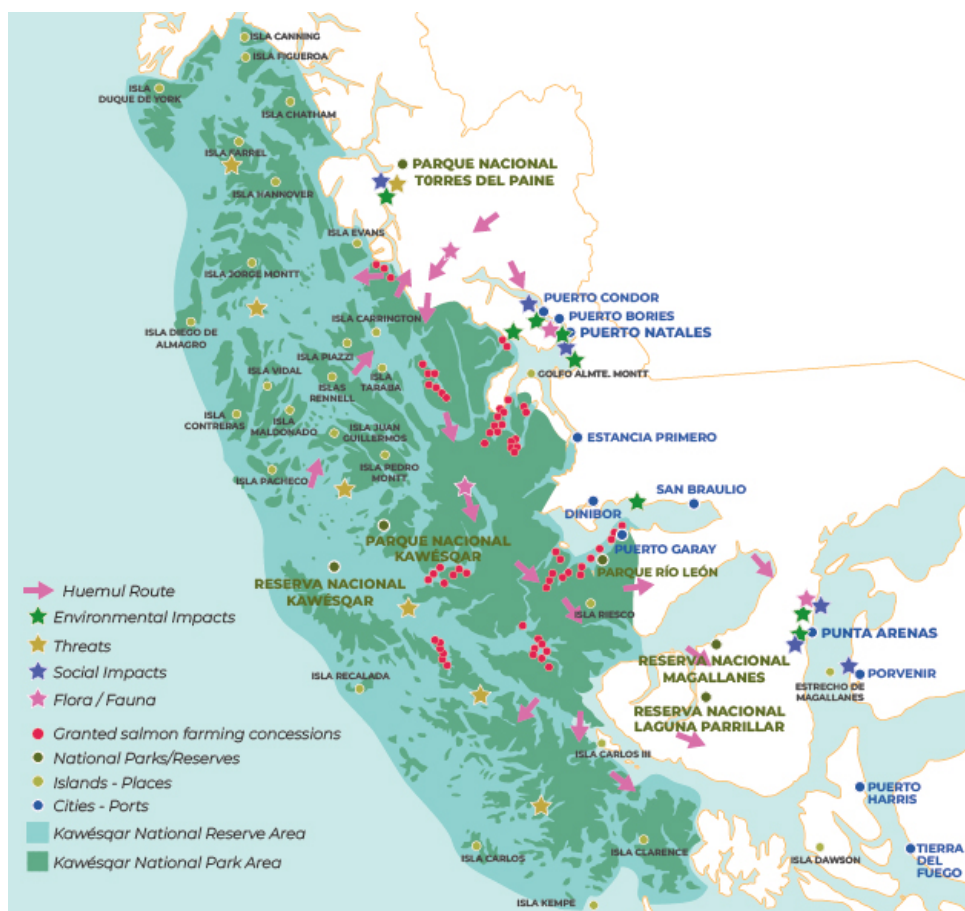 ISLA CANNING
ISLA FIGUEROA
ISLA
DUQUE DE YORK
ISLA CHATHAM
ISLA FARREL
PARQUE NACIONAL
TORRES DEL PAINE
ISLA HANNOVER
ISLA EVANS
ISLA JORGE MONTT
PUERTO CONDOR
PUERTO BORIES
ISLA CARRINGTON
PUERTO NATALES
ISLA DIEGO DE
ALMAGRO
ISLA PIAZZI
ISLA VIDAL
ISLAS
RENNELL
ISLA
TARABA
GOLFO ALMTE. MONTT
ISLA
CONTRERAS
ISLA
MALDONADO
ISLA JUAN
GUILLERMOS
ESTANCIA PRIMERO
ISLA PACHECO
ISLA PEDRO
MONTT
SAN BRAULIO
DINIBOR
PARQUE NACIONAL
KAWÉSQAR
PUERTO GARAY
PARQUE RÍO LEÓN
RESERVA NACIONAL
KAWÉSQAR
ISLA RIESCO
PUNTA ARENAS
RESERVA NACIONAL
MAGALLANES
PORVENIR
ISLA RECALADA
ESTRECHO DE
MAGALLANES
RESERVA NACIONAL
LAGUNA PARRILLAR
ISLA CARLOS III
PUERTO
HARRIS
ISLA CARLOS
ISLA CLARENCE
ISLA DAWSON
TIERRA
DEL
FUEGO
ISLA KEMPE
Huemul Route
Environmental Impacts
Threats
Social Impacts
Flora / Fauna
Granted salmon farming concessions
National Parks/Reserves
Islands - Places
Cities - Ports
Kawésqar National Reserve Area
Kawésqar National Park Area